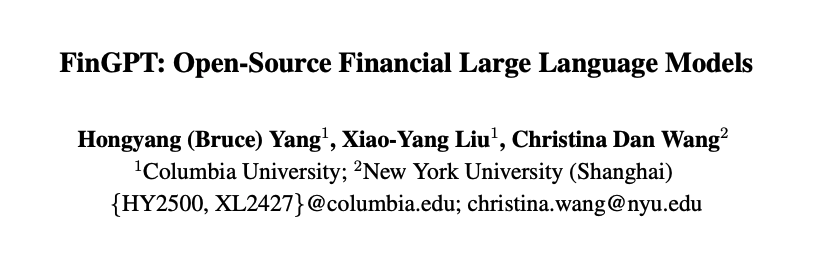 FinGPT: Open-Source Financial Large Language Models
Hongyang (Bruce) Yang¹, Xiao-Yang Liu¹, Christina Dan Wang²
¹Columbia University; ²New York University (Shanghai)
{HY2500, XL2427}@columbia.edu; christina.wang@nyu.edu